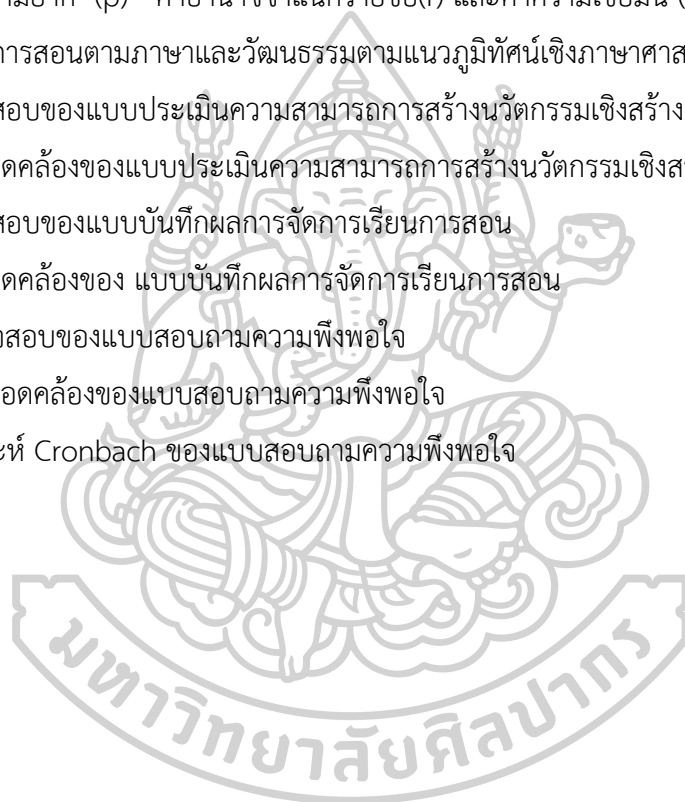 (p) ค่าอำนาจจำแนกรายข้อ(r) และค่าความเชื่อมั่น (
การสอนตามภาษาและวัฒนธรรมตามแนวภูมิทัศน์เชิงภาษาศาส
สอบของแบบประเมินความสามารถการสร้างนวัตกรรมเชิงสร้าง
ดคล้องของแบบประเมินความสามารถการสร้างนวัตกรรมเชิงส
สอบของแบบบันทึกผลการจัดการเรียนการสอน
ดคล้องของ แบบบันทึกผลการจัดการเรียนการสอน
สอบของแบบสอบถามความพึงพอใจ
อดคล้องของแบบสอบถามความพึงพอใจ
ะห์ Cronbach ของแบบสอบถามความพึงพอใจ
มหาวิทยาลัยศิลปากร